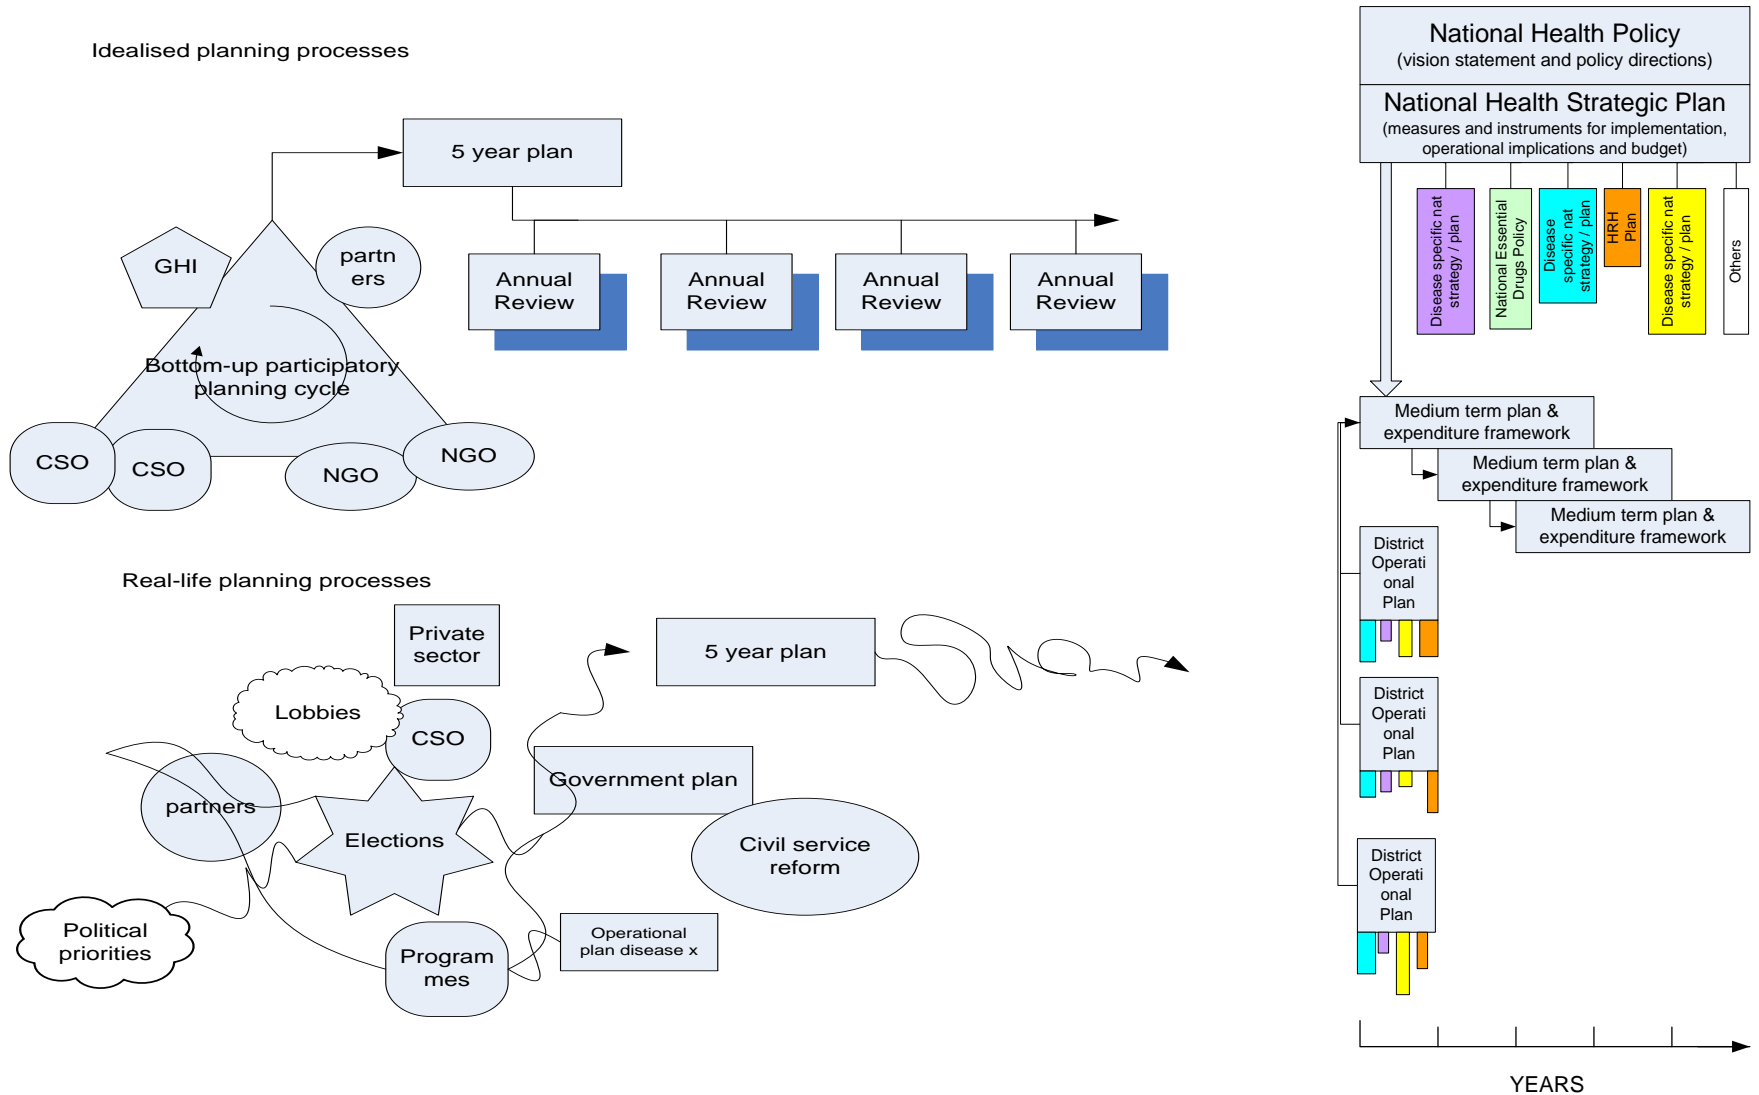 Idealised planning processes
5 year plan
GHI
partn
ers
Annual
Review
Annual
Review
Annual
Review
Annual
Review
Bottom-up participatory
planning cycle
CSO
CSO
NGO
NGO
Real-life planning processes
Private
sector
5 year plan
Lobbies
CSO
Government plan
partners
Elections
Civil service
reform
Political
priorities
Program
mes
Operational
plan disease x
National Health Policy
(vision statement and policy directions)
National Health Strategic Plan
(measures and instruments for implementation,
operational implications and budget)
Disease specific nat
strategy / plan
National Essential
Drugs Policy
Disease
specific nat
strategy / plan
HRH
Plan
Disease specific nat
strategy / plan
Others
Medium term plan &
expenditure framework
Medium term plan &
expenditure framework
Medium term plan &
expenditure framework
District
Operati
onal
Plan
District
Operati
onal
Plan
District
Operati
onal
Plan
YEARS